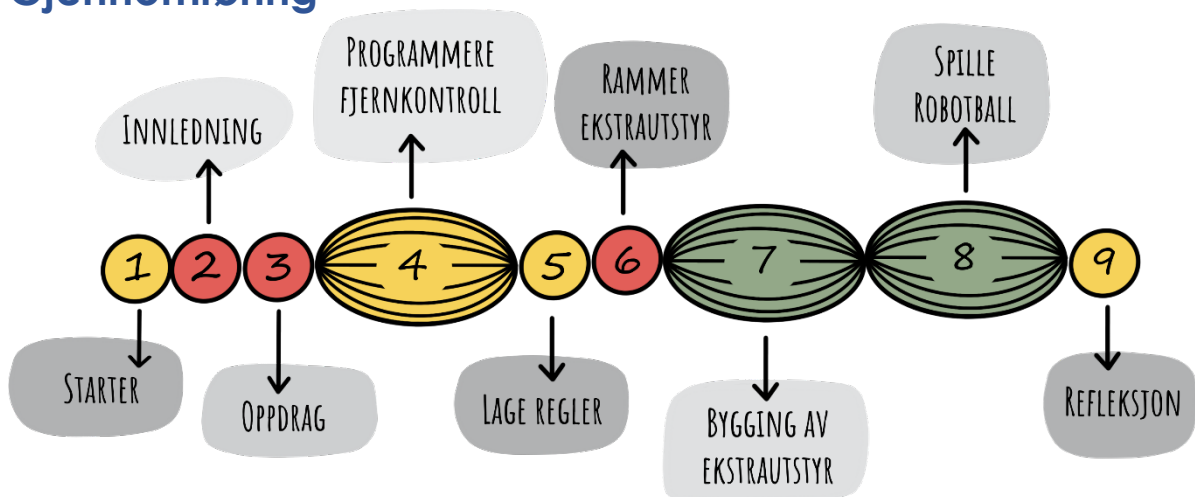 Gjennomføring
PROGRAMMERE
FJERNKONTROLL
SPILLE
ROBOTBALL
RAMMER
EKSTRAUTSTYR
INNLEDNING
1
2
3
4
5
6
7
8
9
STARTER
OPPDRAG
LAGE REGLER
BYGGING AV
EKSTRAUTSTYR
REFLEKSJON